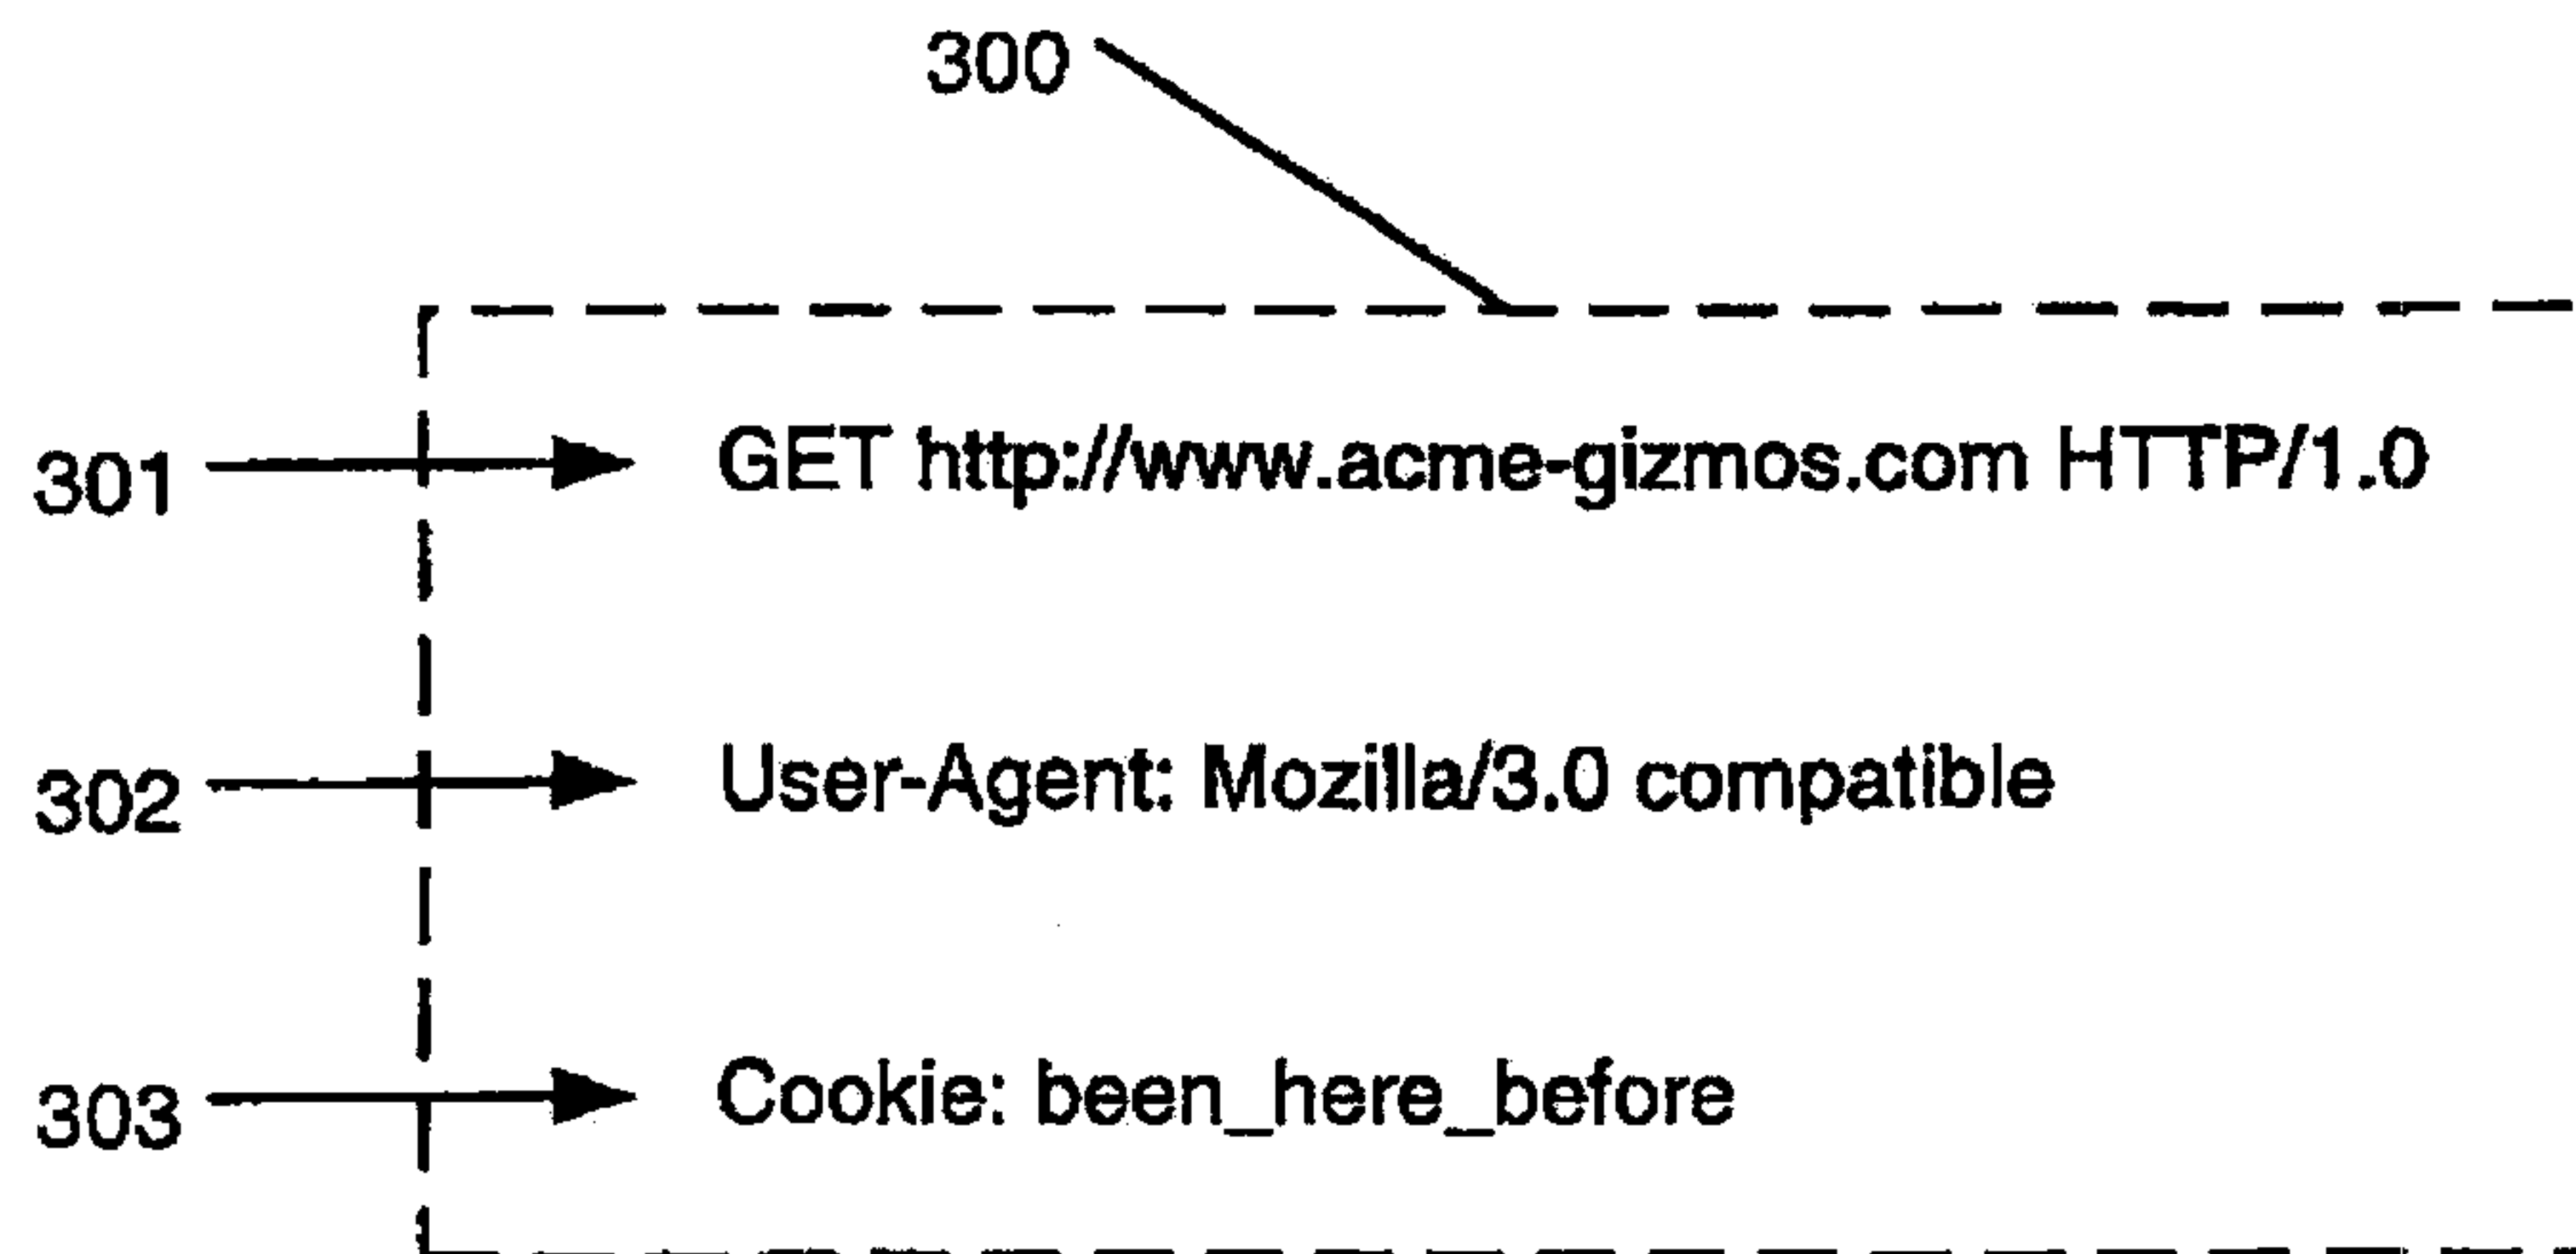 300
301 GET http://www.acme-gizmos.com HTTP/1.0
302 User-Agent: Mozilla/3.0 compatible
303 Cookie: been_here_before